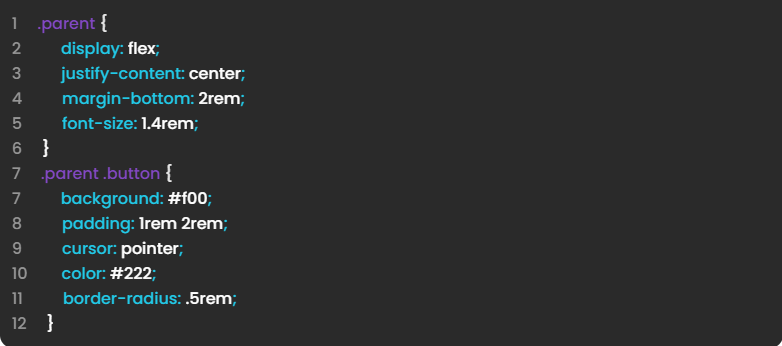 1 .parent {
2 display: flex;
3 justify-content: center;
4 margin-bottom: 2rem;
5 font-size: 1.4rem;
6 }
7 .parent .button {
7 background: #f00;
8 padding: 1rem 2rem;
9 cursor: pointer;
10 color: #222;
11 border-radius: .5rem;
12 }